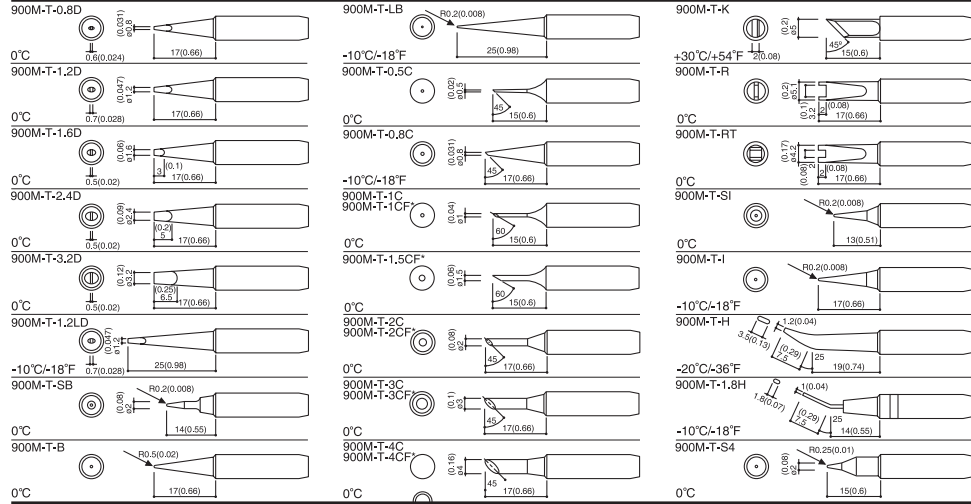 900M-T-0.8D
(0.031)
ø0.8
0°C
0.6(0.024)
17(0.66)
900M-T-1.2D
(0.047)
ø1.2
0°C
0.7(0.028)
17(0.66)
900M-T-1.6D
(0.06)
ø1.6
(0.1)
3
0°C
0.5(0.02)
17(0.66)
900M-T-2.4D
(0.09)
ø2.4
(0.2)
5
0°C
0.5(0.02)
17(0.66)
900M-T-3.2D
(0.12)
ø3.2
(0.25)
6.5
0°C
0.5(0.02)
17(0.66)
900M-T-1.2LD
(0.047)
ø1.2
-10°C/-18°F
0.7(0.028)
25(0.98)
900M-T-SB
R0.2(0.008)
(0.08)
ø2
0°C
14(0.55)
900M-T-B
R0.5(0.02)
0°C
17(0.66)
900M-T-LB
R0.2(0.008)
-10°C/-18°F
25(0.98)
900M-T-0.5C
(0.02)
ø0.5
45
0°C
15(0.6)
900M-T-0.8C
(0.031)
ø0.8
45
-10°C/-18°F
17(0.66)
900M-T-1C
900M-T-1CF*
(0.04)
ø1
60
0°C
15(0.6)
900M-T-1.5CF*
(0.06)
ø1.5
60
0°C
15(0.6)
900M-T-2C
900M-T-2CF*
(0.08)
ø2
45
0°C
17(0.66)
900M-T-3C
900M-T-3CF*
(0.1)
ø3
45
0°C
17(0.66)
900M-T-4C
900M-T-4CF*
(0.16)
ø4
45
0°C
17(0.66)
900M-T-K
(0.2)
ø5
45°
+30°C/+54°F
2(0.08)
15(0.6)
900M-T-R
(0.2)
ø5.1
(0.1)
3.2
2
(0.08)
0°C
17(0.66)
900M-T-RT
(0.17)
ø4.2
(0.08)
2
2
(0.08)
0°C
17(0.66)
900M-T-SI
R0.2(0.008)
0°C
13(0.51)
900M-T-I
R0.2(0.008)
-10°C/-18°F
17(0.66)
900M-T-H
1.2(0.04)
3.5(0.13)
(0.29)
7.5
25
-20°C/-36°F
19(0.74)
900M-T-1.8H
1(0.04)
1.8(0.07)
(0.29)
7.5
25
-10°C/-18°F
14(0.55)
900M-T-S4
R0.25(0.01)
(0.08)
ø2
0°C
15(0.6)